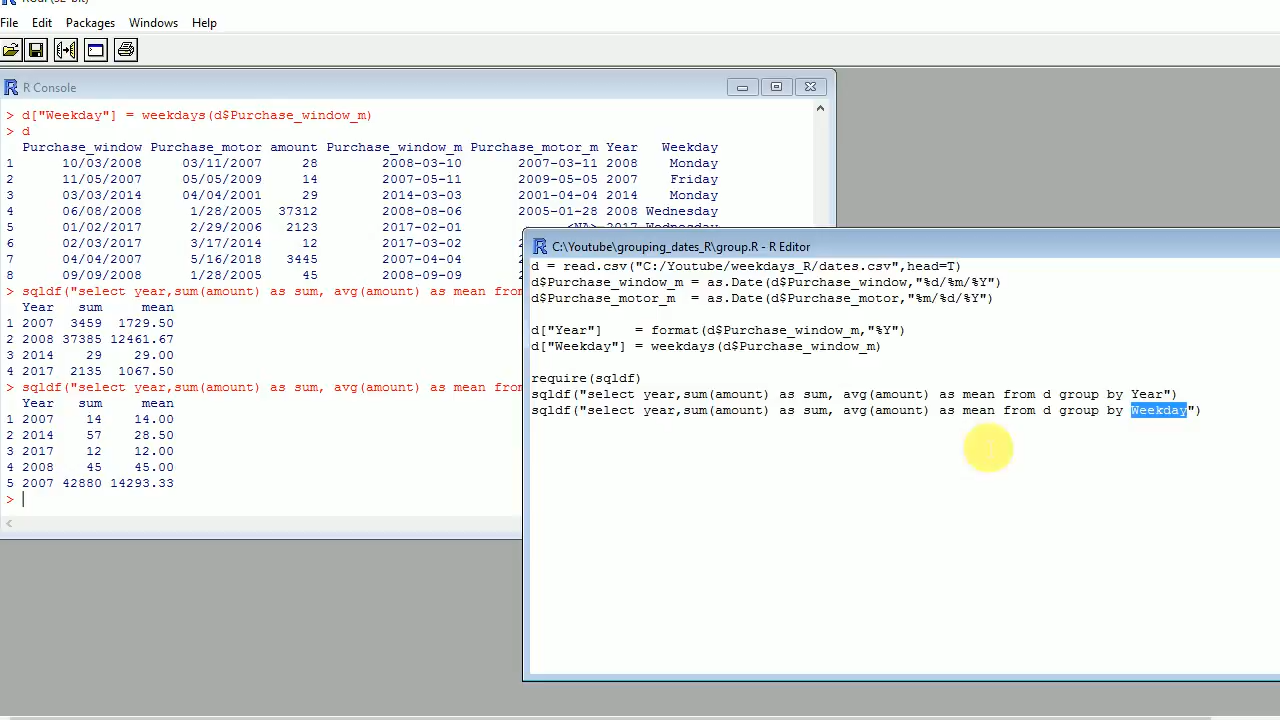 File Edit Packages Windows Help
R Console
> d["Weekday"] = weekdays(d$Purchase_window_m)
> d
Purchase_window Purchase_motor amount Purchase_window_m Purchase_motor_m Year Weekday
1 10/03/2008 03/11/2007 28 2008-03-10 2007-03-11 2008 Monday
2 11/05/2007 05/05/2009 14 2007-05-11 2009-05-05 2007 Friday
3 03/03/2014 04/04/2001 29 2014-03-03 2001-04-04 2014 Monday
4 06/08/2008 1/28/2005 37312 2008-08-06 2005-01-28 2008 Wednesday
5 01/02/2017 2/29/2006 2123 2017-02-01 <NA> 2017 Wednesday
6 02/03/2017 3/17/2014 12 2017-03-02
7 04/04/2007 5/16/2018 3445 2007-04-04
8 09/09/2008 1/28/2005 45 2008-09-09
> sqldf("select year,sum(amount) as sum, avg(amount) as mean from
Year sum mean
1 2007 3459 1729.50
2 2008 37385 12461.67
3 2014 29 29.00
4 2017 2135 1067.50
> sqldf("select year,sum(amount) as sum, avg(amount) as mean from
Year sum mean
1 2007 14 14.00
2 2014 57 28.50
3 2017 12 12.00
4 2008 45 45.00
5 2007 42880 14293.33
>
C:\Youtube\grouping_dates_R\group.R - R Editor
d = read.csv("C:/Youtube/weekdays_R/dates.csv",head=T)
d$Purchase_window_m = as.Date(d$Purchase_window,"%d/%m/%Y")
d$Purchase_motor_m = as.Date(d$Purchase_motor,"%m/%d/%Y")
d["Year"] = format(d$Purchase_window_m,"%Y")
d["Weekday"] = weekdays(d$Purchase_window_m)
require(sqldf)
sqldf("select year,sum(amount) as sum, avg(amount) as mean from d group by Year")
sqldf("select year,sum(amount) as sum, avg(amount) as mean from d group by Weekday")